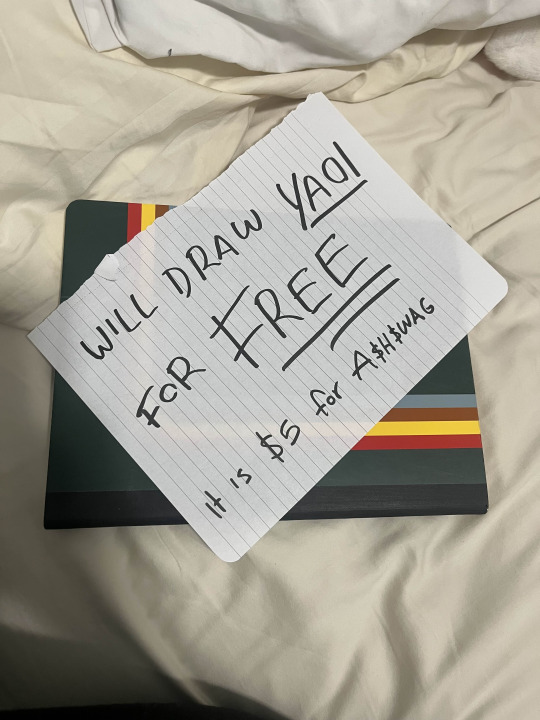 WILL DRAW YAOI
FOR FREE
It is $5 for A$H$WAG